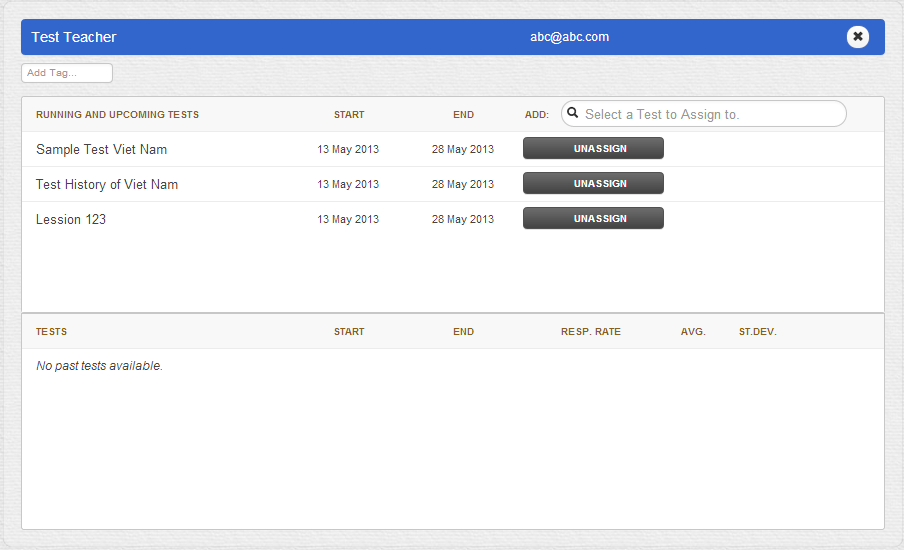 Test Teacher abc@abc.com
Add Tag...
RUNNING AND UPCOMING TESTS START END ADD: Select a Test to Assign to.
Sample Test Viet Nam 13 May 2013 28 May 2013 UNASSIGN
Test History of Viet Nam 13 May 2013 28 May 2013 UNASSIGN
Lession 123 13 May 2013 28 May 2013 UNASSIGN
TESTS START END RESP. RATE AVG. ST.DEV.
No past tests available.